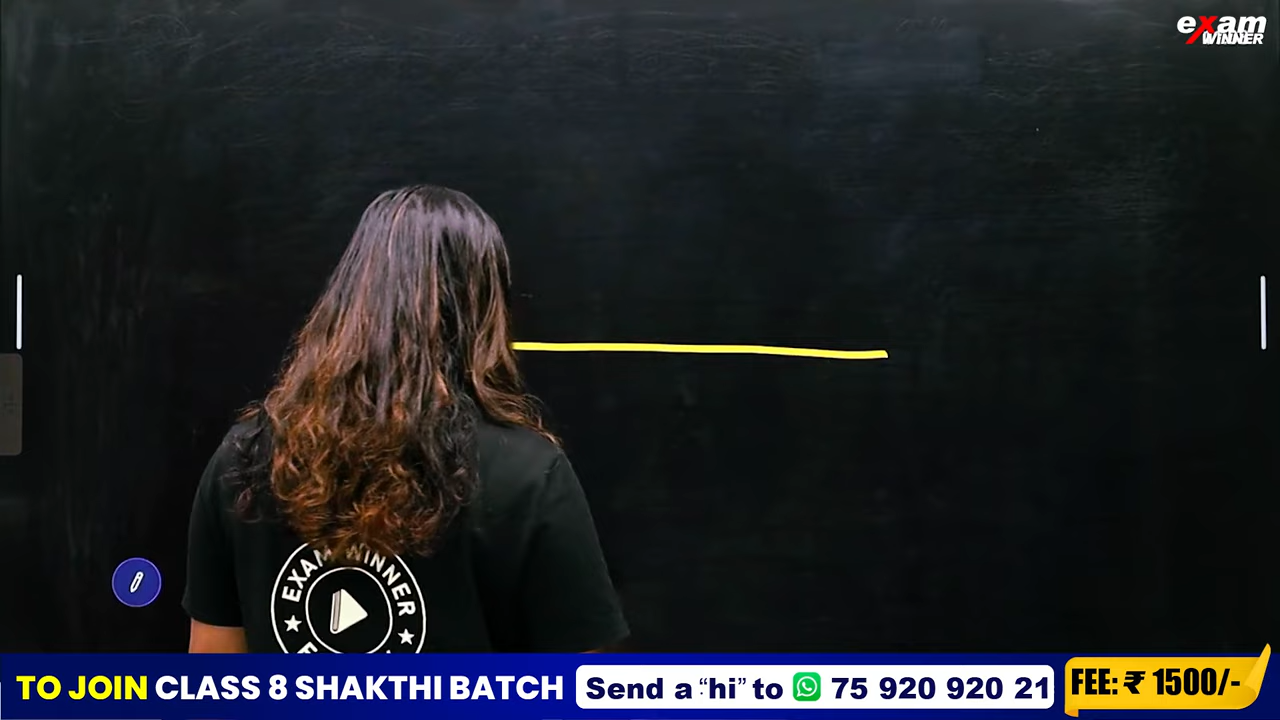 exam
WINNER
EXAM WINNER
TO JOIN CLASS 8 SHAKTHI BATCH
Send a “hi” to 75 920 920 21
FEE: ₹ 1500/-